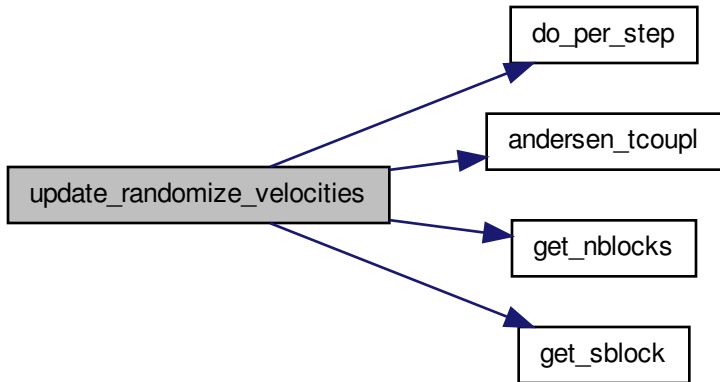 do_per_step
andersen_tcoupl
update_randomize_velocities
get_nblocks
get_sblock